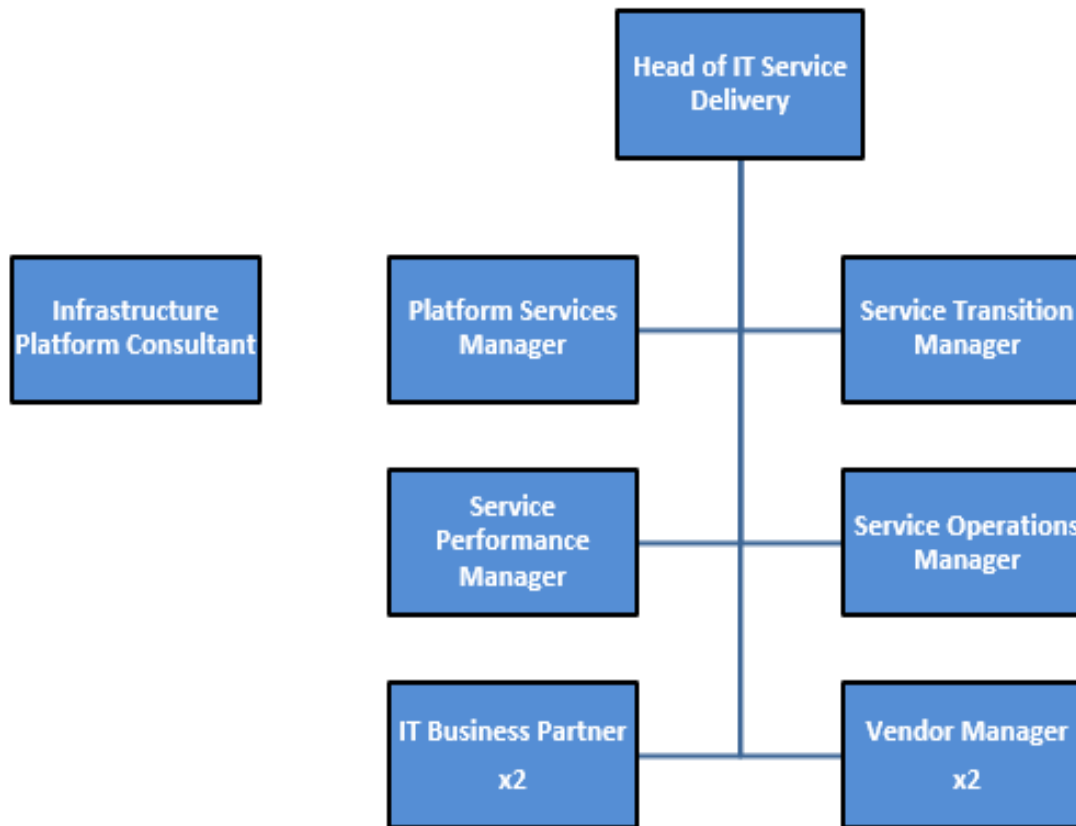 Head of IT Service
Delivery
Infrastructure
Platform Consultant
Platform Services
Manager
Service Transition
Manager
Service
Performance
Manager
Service Operations
Manager
IT Business Partner
x2
Vendor Manager
x2